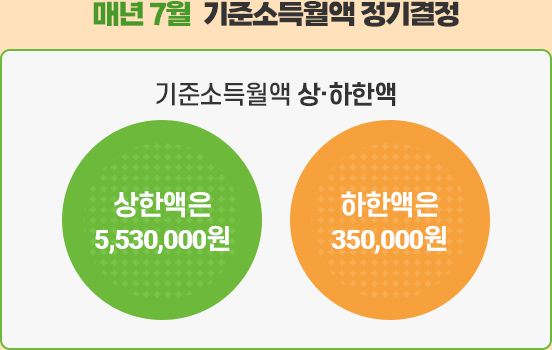 매년 7월 기준소득월액 정기결정
기준소득월액 상·하한액
상한액은
5,530,000원
하한액은
350,000원